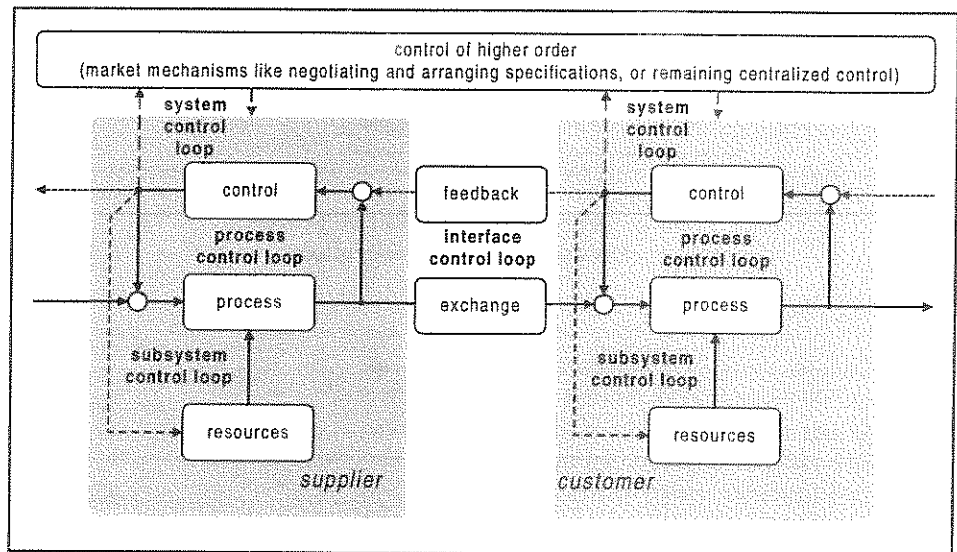 control of higher order
(market mechanisms like negotiating and arranging specifications, or remaining centralized control)
system
control
loop
system
control
loop
control
feedback
control
process
control loop
interface
control loop
process
control loop
process
exchange
process
subsystem
control loop
subsystem
control loop
resources
resources
supplier
customer